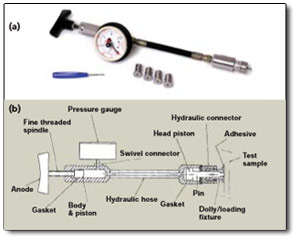 (a)
(b)
Pressure gauge
Hydraulic connector
Fine threaded
spindle
Head piston
Adhesive
Swivel connector
Test
sample
Anode
Gasket
Body
& piston
Hydraulic hose
Gasket
Pin
Dolly/loading
fixture